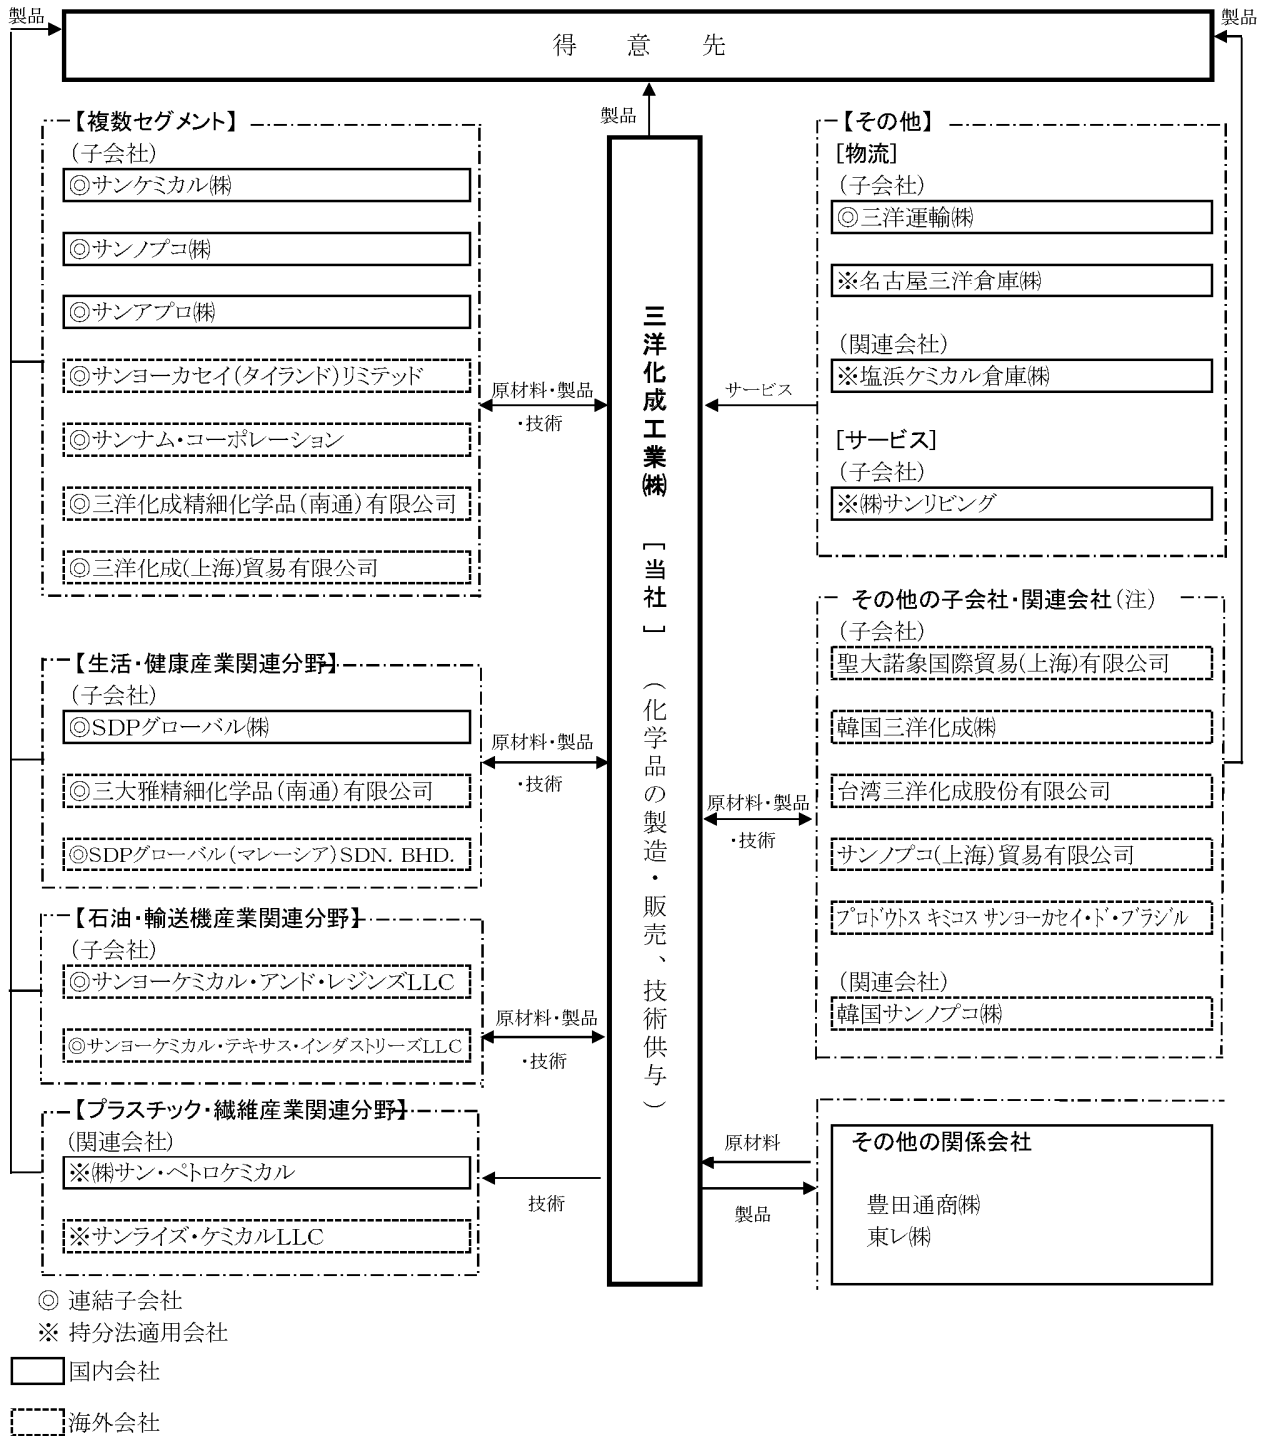 製品
製品
得意先
製品
【複数セグメント】
(子会社)
◎サンケミカル㈱
◎サンノプコ㈱
◎サンアプロ㈱
◎サンヨーカセイ(タイランド)リミテッド
◎サンナム・コーポレーション
◎三洋化成精細化学品(南通)有限公司
◎三洋化成(上海)貿易有限公司
原材料・製品
・技術
【生活・健康産業関連分野】
(子会社)
◎SDPグローバル㈱
◎三大雅精細化学品(南通)有限公司
◎SDPグローバル(マレーシア)SDN. BHD.
原材料・製品
・技術
【石油・輸送機産業関連分野】
(子会社)
◎サンヨーケミカル・アンド・レジンズLLC
◎サンヨーケミカル・テキサス・インダストリーズLLC
原材料・製品
・技術
【プラスチック・繊維産業関連分野】
(関連会社)
※㈱サン・ペトロケミカル
※サンライズ・ケミカルLLC
技術
三洋化成工業㈱ [当社] (化学品の製造・販売、技術供与)
【その他】
[物流]
(子会社)
◎三洋運輸㈱
※名古屋三洋倉庫㈱
(関連会社)
※塩浜ケミカル倉庫㈱
[サービス]
(子会社)
※㈱サンリビング
サービス
その他の子会社・関連会社(注)
(子会社)
聖大諾象国際貿易(上海)有限公司
韓国三洋化成㈱
台湾三洋化成股份有限公司
サンノプコ(上海)貿易有限公司
プロドゥトス キミコス サンヨーカセイ・ド・ブラジル
(関連会社)
韓国サンノプコ㈱
原材料・製品
・技術
原材料
製品
その他の関係会社
豊田通商㈱
東レ㈱
◎ 連結子会社
※ 持分法適用会社
国内会社
海外会社